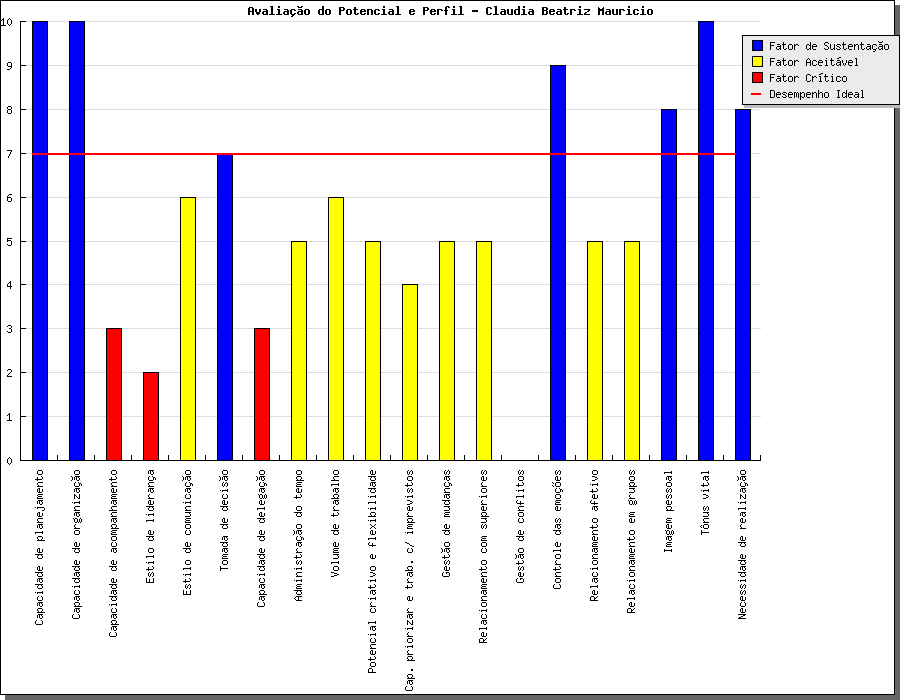 Avaliação do Potencial e Perfil - Claudia Beatriz Mauricio
Fator de Sustentação
Fator Aceitável
Fator Crítico
Desempenho Ideal
10
9
8
7
6
5
4
3
2
1
0
Capacidade de planejamento
Capacidade de organização
Capacidade de acompanhamento
Estilo de liderança
Estilo de comunicação
Tomada de decisão
Capacidade de delegação
Administração do tempo
Volume de trabalho
Potencial criativo e flexibilidade
Cap. priorizar e trab. c/ imprevistos
Gestão de mudanças
Relacionamento com superiores
Gestão de conflitos
Controle das emoções
Relacionamento afetivo
Relacionamento em grupos
Imagem pessoal
Tônus vital
Necessidade de realização